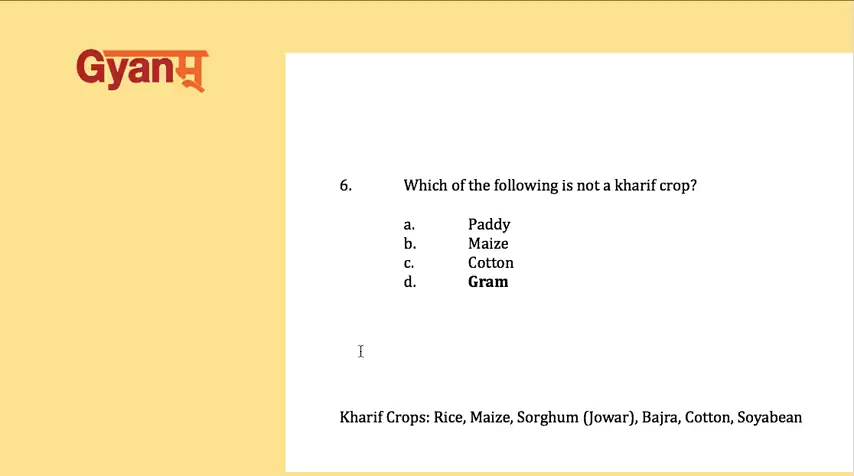 Gyanम्
6. Which of the following is not a kharif crop?
a. Paddy
b. Maize
c. Cotton
d. Gram
Kharif Crops: Rice, Maize, Sorghum (Jowar), Bajra, Cotton, Soyabean